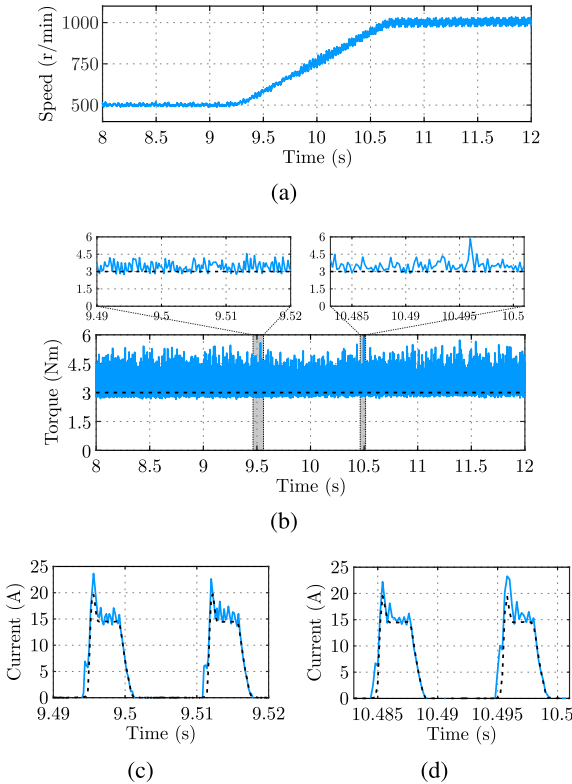 Speed (r/min)
1000
750
500
8 8.5 9 9.5 10 10.5 11 11.5 12
Time (s)
(a)
6
4.5
3
1.5
0
9.49 9.5 9.51 9.52
6
4.5
3
1.5
0
10.485 10.49 10.495 10.5
Torque (Nm)
6
4.5
3
1.5
0
8 8.5 9 9.5 10 10.5 11 11.5 12
Time (s)
(b)
Current (A)
25
20
15
10
5
0
9.49 9.5 9.51 9.52
Time (s)
(c)
Current (A)
25
20
15
10
5
0
10.485 10.49 10.495 10.5
Time (s)
(d)